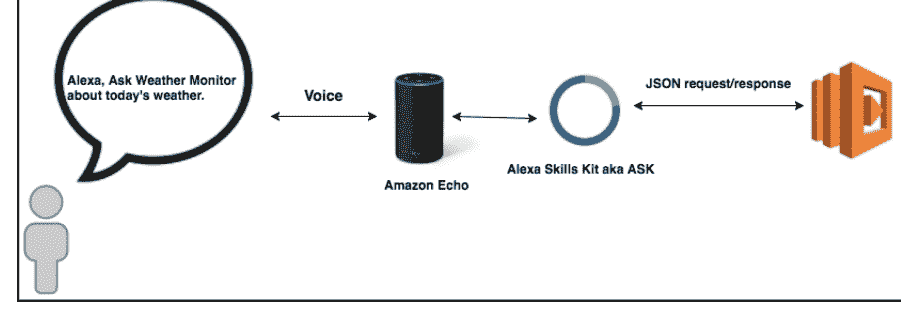 Alexa, Ask Weather Monitor
about today's weather.
Voice
JSON request/response
Amazon Echo
Alexa Skills Kit aka ASK